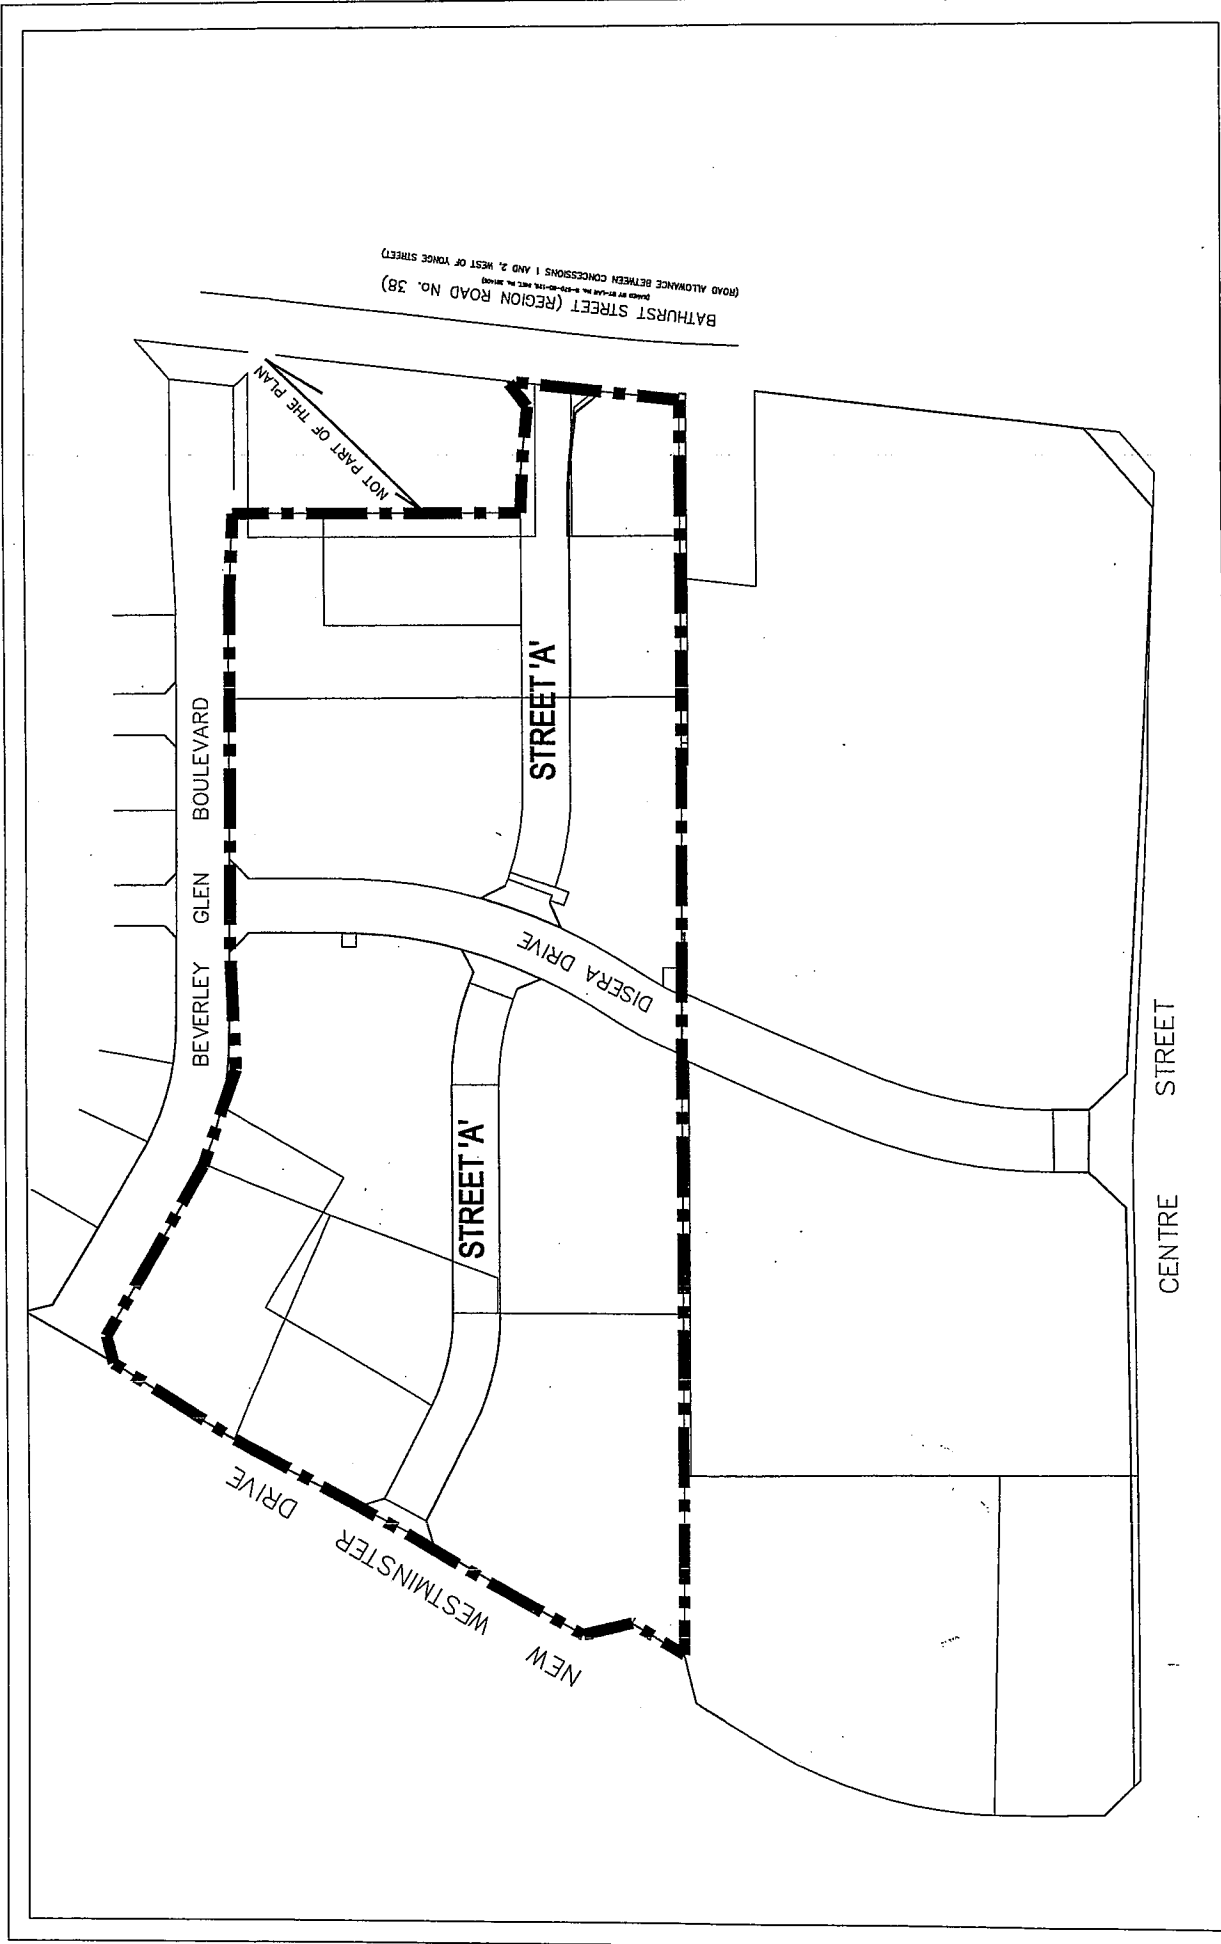 BATHURST STREET (REGION ROAD No. 38)
(ROAD ALLOWANCE BETWEEN CONCESSIONS 1 AND 2, WEST OF YONGE STREET)
NOT PART OF THE PLAN
BEVERLEY GLEN BOULEVARD
STREET 'A'
DISERA DRIVE
STREET 'A'
NEW WESTMINSTER DRIVE
CENTRE STREET